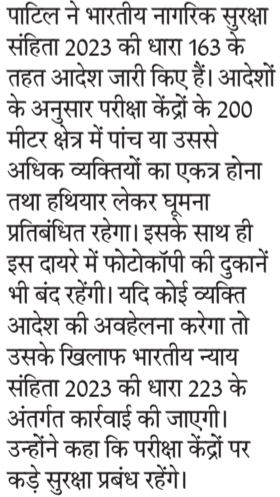 पाटिल ने भारतीय नागरिक सुरक्षा
संहिता 2023 की धारा 163 के
तहत आदेश जारी किए हैं। आदेशों
के अनुसार परीक्षा केंद्रों के 200
मीटर क्षेत्र में पांच या उससे
अधिक व्यक्तियों का एकत्र होना
तथा हथियार लेकर घूमना
प्रतिबंधित रहेगा। इसके साथ ही
इस दायरे में फोटोकॉपी की दुकानें
भी बंद रहेंगी। यदि कोई व्यक्ति
आदेश की अवहेलना करेगा तो
उसके खिलाफ भारतीय न्याय
संहिता 2023 की धारा 223 के
अंतर्गत कार्रवाई की जाएगी।
उन्होंने कहा कि परीक्षा केंद्रों पर
कड़े सुरक्षा प्रबंध रहेंगे।